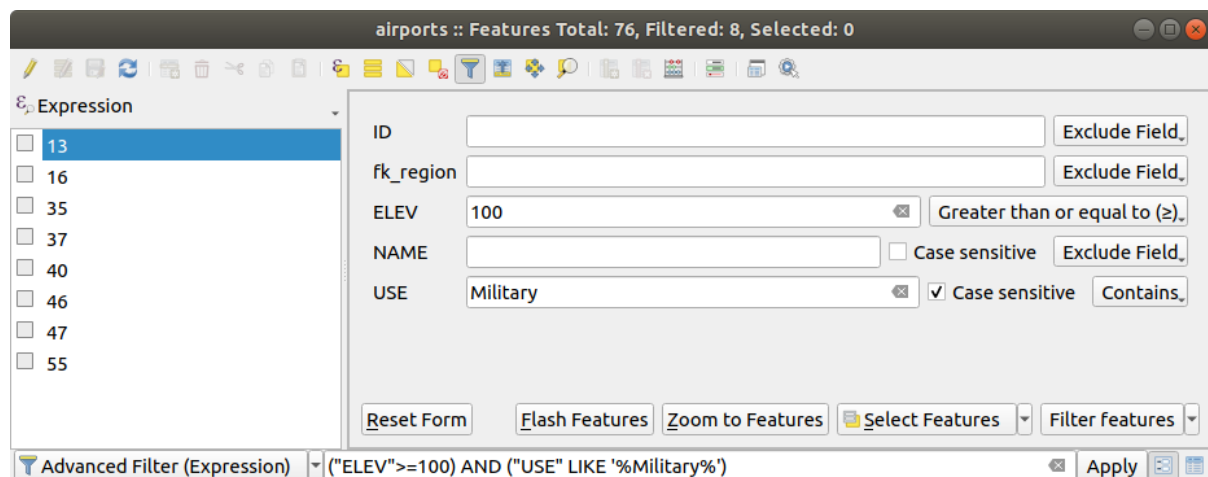 airports :: Features Total: 76, Filtered: 8, Selected: 0
Expression
13
16
35
37
40
46
47
55
ID Exclude Field
fk_region Exclude Field
ELEV 100 Greater than or equal to (≥)
NAME Case sensitive Exclude Field
USE Military Case sensitive Contains
Reset Form Flash Features Zoom to Features Select Features Filter features
Advanced Filter (Expression) ("ELEV">=100) AND ("USE" LIKE '%Military%') Apply